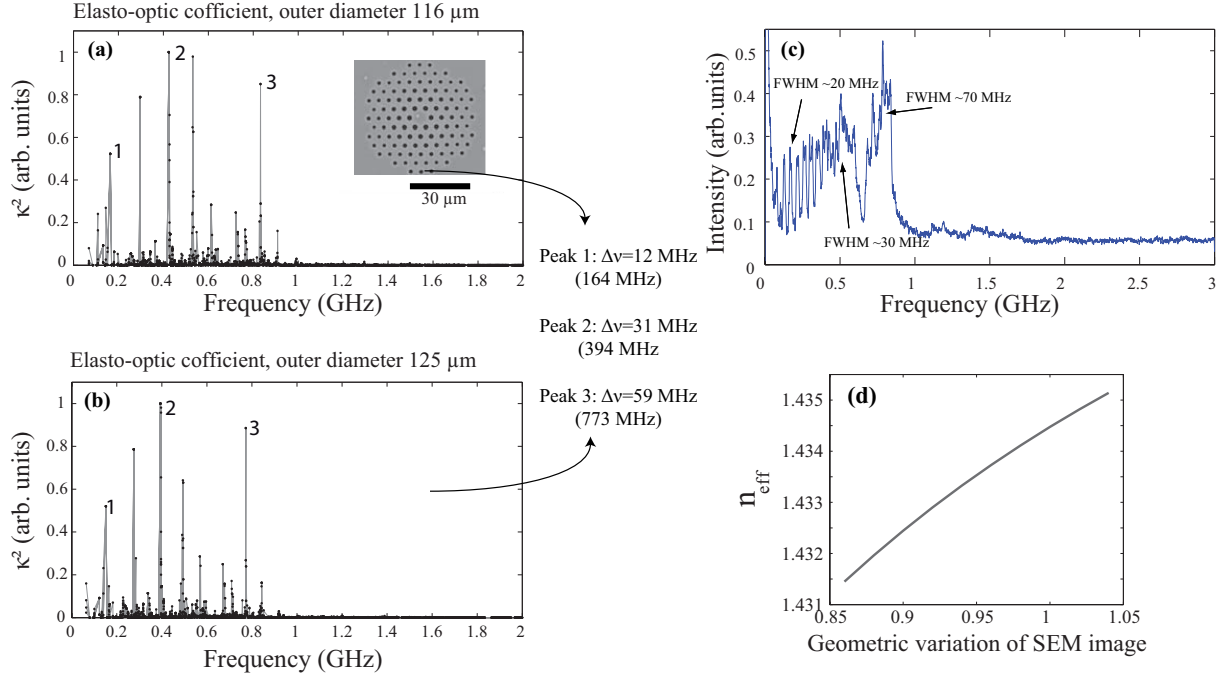 Elasto-optic cofficient, outer diameter 116 µm
(a)
κ² (arb. units)
1
0.8
0.6
0.4
0.2
0
1
2
3
30 µm
0 0.2 0.4 0.6 0.8 1 1.2 1.4 1.6 1.8 2
Frequency (GHz)
Elasto-optic cofficient, outer diameter 125 µm
(b)
κ² (arb. units)
1
0.8
0.6
0.4
0.2
0
1
2
3
0 0.2 0.4 0.6 0.8 1 1.2 1.4 1.6 1.8 2
Frequency (GHz)
Peak 1: Δν=12 MHz
(164 MHz)
Peak 2: Δν=31 MHz
(394 MHz
Peak 3: Δν=59 MHz
(773 MHz)
(c)
Intensity (arb.units)
0.5
0.4
0.3
0.2
0.1
0
FWHM ~20 MHz
FWHM ~70 MHz
FWHM ~30 MHz
0 0.5 1 1.5 2 2.5 3
Frequency (GHz)
(d)
neff
1.435
1.434
1.433
1.432
1.431
0.85 0.9 0.95 1 1.05
Geometric variation of SEM image